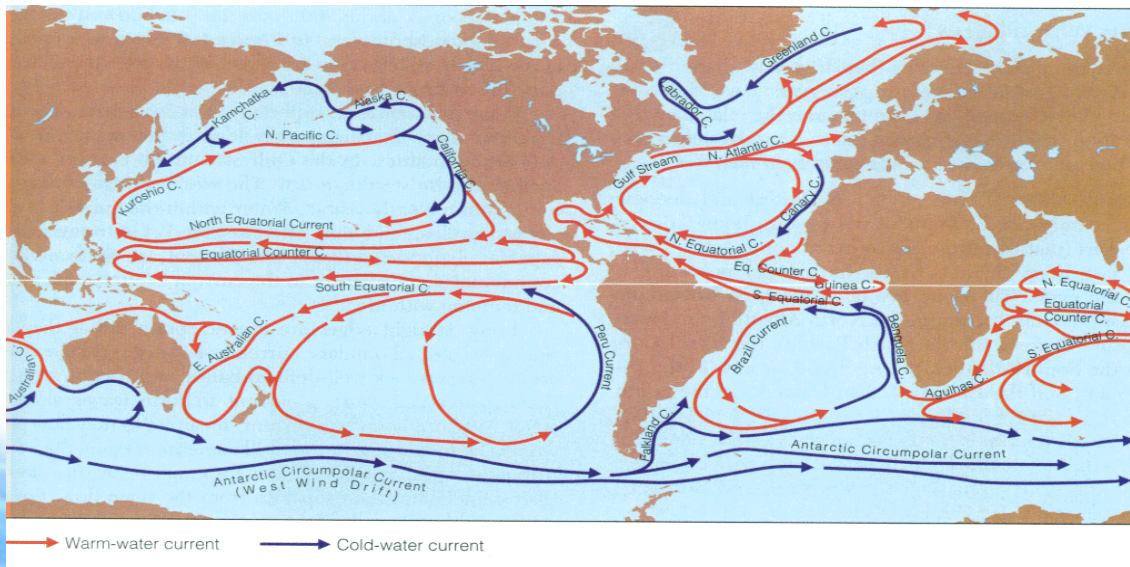 Greenland C.
Labrador C.
Kamchatka
C.
Alaska C.
N. Pacific C.
California C.
Kuroshio C.
Gulf Stream
N. Atlantic C.
Canary C.
North Equatorial Current
Equatorial Counter C.
South Equatorial C.
N. Equatorial C.
Eq. Counter C.
Guinea C.
S. Equatorial C.
N. Equatorial C.
Equatorial
Counter C.
S. Equatorial C.
E. Australian C.
Australian C.
Peru Current
Brazil Current
Benguela C.
Agulhas C.
Falkland C.
Antarctic Circumpolar Current
(West Wind Drift)
Antarctic Circumpolar Current
Warm-water current
Cold-water current